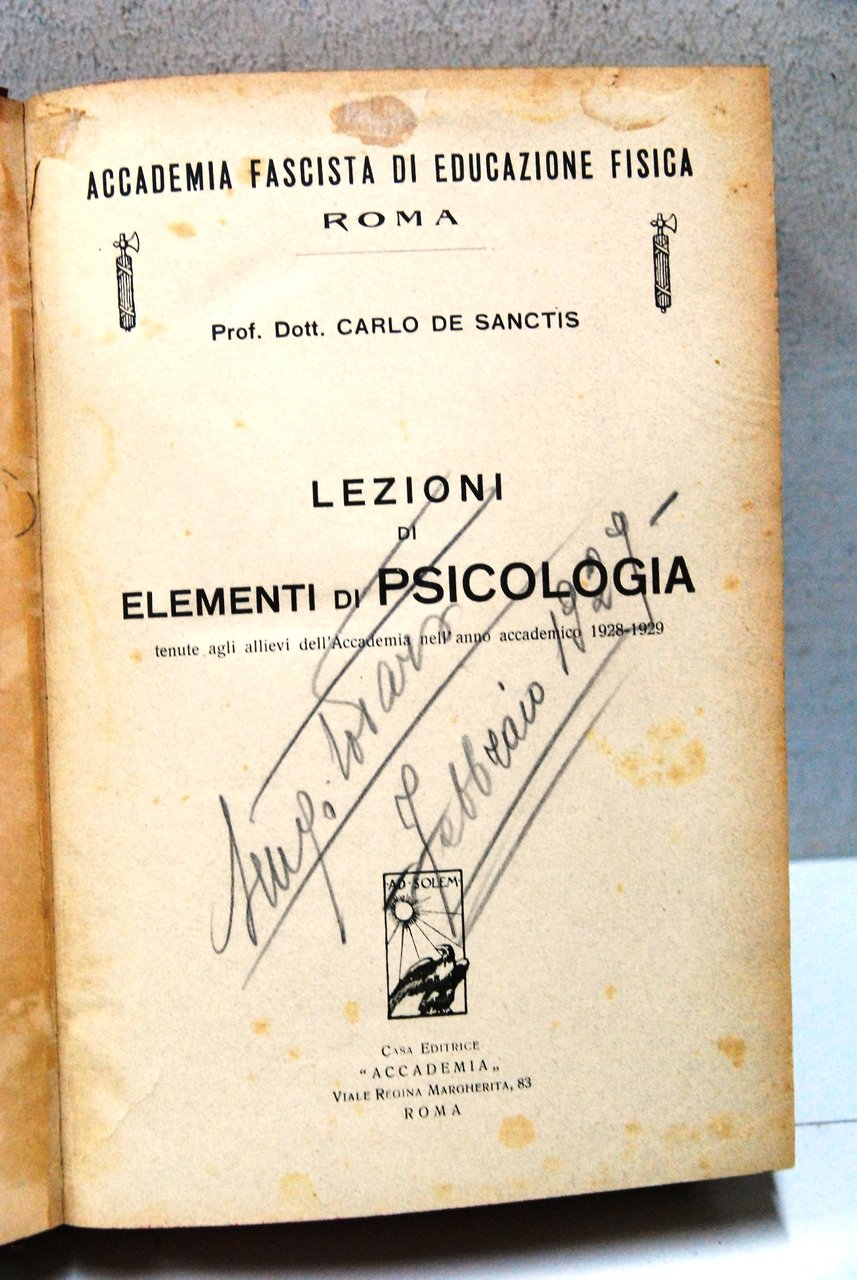 ACCADEMIA FASCISTA DI EDUCAZIONE FISICA
ROMA
Prof. Dott. CARLO DE SANCTIS
LEZIONI
DI
ELEMENTI DI PSICOLOGIA
tenute agli allievi dell'Accademia nell'anno accademico 1928-1929
Febbraio 1929-
AD·SOLEM
CASA EDITRICE
"ACCADEMIA„
VIALE REGINA MARGHERITA, 83
ROMA